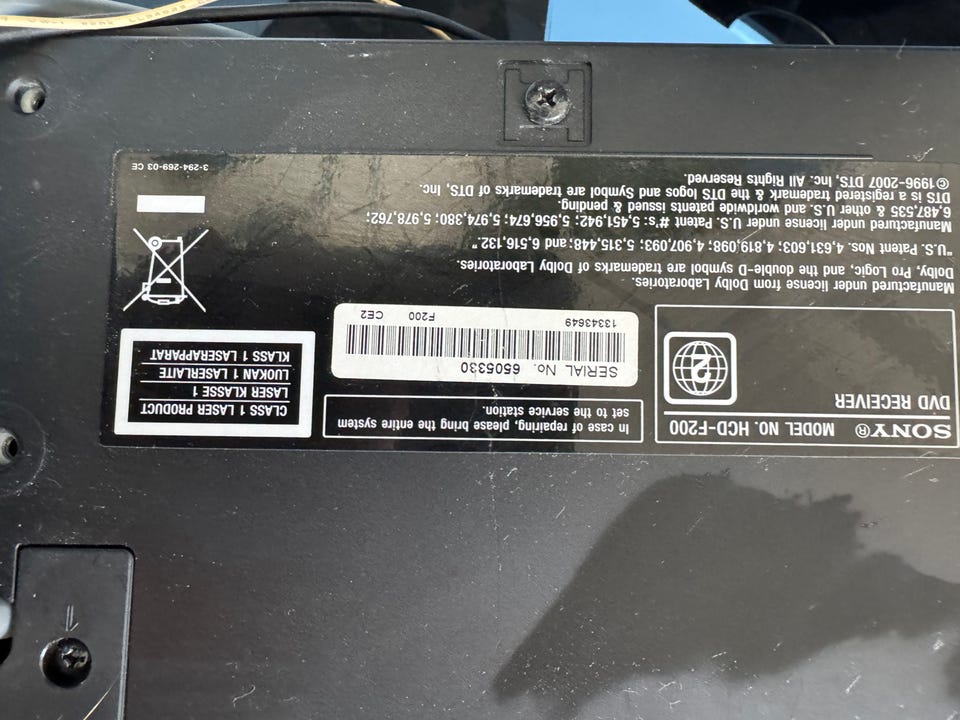 SONY® MODEL NO. HCD-F200
DVD RECEIVER
2
In case, of repairing, please, bring the entire system
set to the service station.
CLASS 1 LASER PRODUCT
LASER KLASSE 1
LUOKAN 1 LASERLAITE
KLASS 1 LASERAPPARAT
SERIAL No. 6505330
13343649 F200 CE2
Manufactured under license from Dolby Laboratories.
Dolby, Pro Logic, and the double-D symbol are trademarks of Dolby Laboratories.
"U.S. Patent Nos. 4,631,603; 4,819,098; 4,907,093; 5,315,448; and 6,516,132."
Manufactured under license under U.S. Patent #'s: 5,451,942; 5,956,674; 5,974,380; 5,978,762;
6,487,535 & other U.S. and worldwide patents issued & pending.
DTS is a registered trademark & the DTS logos and Symbol are trademarks of DTS, Inc.
©1996-2007 DTS, Inc. All Rights Reserved.
3-294-269-03 CE